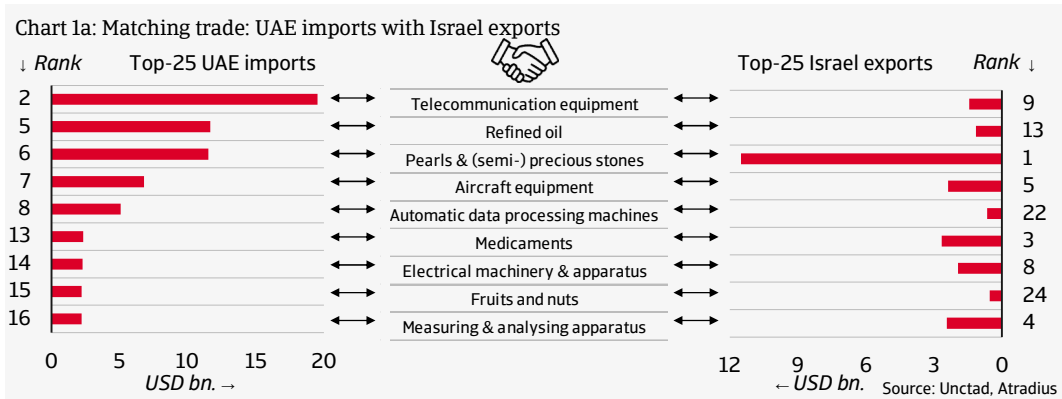 Chart 1a: Matching trade: UAE imports with Israel exports
↓ Rank Top-25 UAE imports Top-25 Israel exports Rank ↓
2 Telecommunication equipment 9
5 Refined oil 13
6 Pearls & (semi-) precious stones 1
7 Aircraft equipment 5
8 Automatic data processing machines 22
13 Medicaments 3
14 Electrical machinery & apparatus 8
15 Fruits and nuts 24
16 Measuring & analysing apparatus 4
0 5 10 15 20 12 9 6 3 0
USD bn. → ← USD bn. Source: Unctad, Atradius